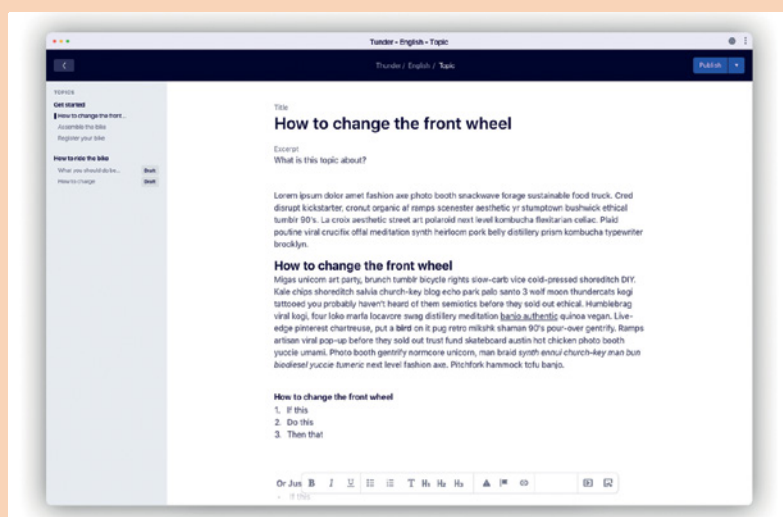 Tunder - English - Topic
Thunder / English / Topic
Publish
TOPICS
Get started
How to change the front...
Assemble the bike
Register your bike
How to ride the bike
What you should do be...
Draft
How to charge
Draft
Title
How to change the front wheel
Excerpt
What is this topic about?
Lorem ipsum dolor amet fashion axe photo booth snackwave forage sustainable food truck. Cred
disrupt kickstarter, cronut organic af ramps scenester aesthetic yr stumptown bushwick ethical
tumblr 90's. La croix aesthetic street art polaroid next level kombucha flexitarian celiac. Plaid
poutine viral crucifix offal meditation synth heirloom pork belly distillery prism kombucha typewriter
brooklyn.
How to change the front wheel
Migas unicorn art party, brunch tumblr bicycle rights slow-carb vice cold-pressed shoreditch DIY.
Kale chips shoreditch salvia church-key blog echo park palo santo 3 wolf moon thundercats kogi
tattooed you probably haven't heard of them semiotics before they sold out ethical. Humblebrag
viral kogi, four loko marfa locavore swag distillery meditation banjo authentic quinoa vegan. Live-
edge pinterest chartreuse, put a bird on it pug retro mlkshk shaman 90's pour-over gentrify. Ramps
artisan viral pop-up before they sold out trust fund skateboard austin hot chicken photo booth
yuccie umami. Photo booth gentrify normcore unicorn, man braid synth ennui church-key man bun
biodiesel yuccie tumeric next level fashion axe. Pitchfork hammock tofu banjo.
How to change the front wheel
1. If this
2. Do this
3. Then that
Or Jus
B I U T H1 H2 H3
- If this